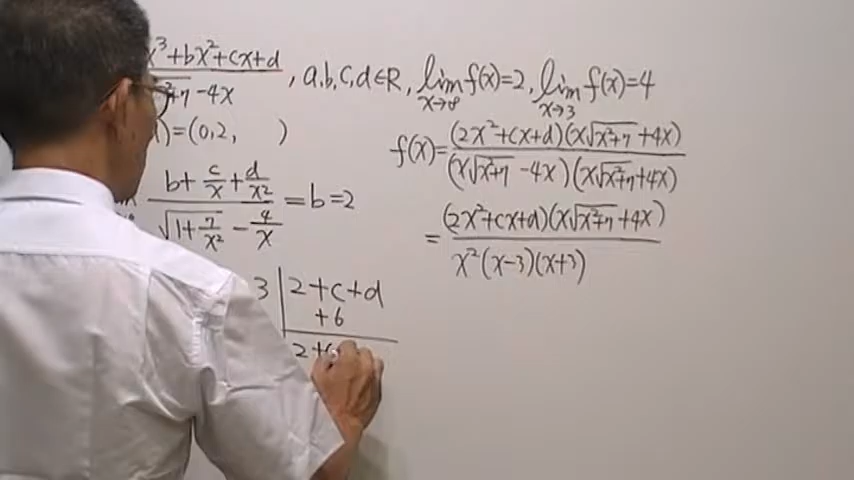 x³+bx²+cx+d
-4x
, a,b,c,d∈R, lim f(x)=2, lim f(x)=4
x→∞ x→3
)=(0,2, )
b+c/x+d/x²
√(1+7/x²) - 4/x
=b=2
3 | 2+c+d
+6
2+
f(x)= (2x²+cx+d)(x√(x²+7)+4x)
(x√(x²+7) -4x)(x√(x²+7)+4x)
= (2x²+cx+d)(x√(x²+7)+4x)
x²(x-3)(x+3)